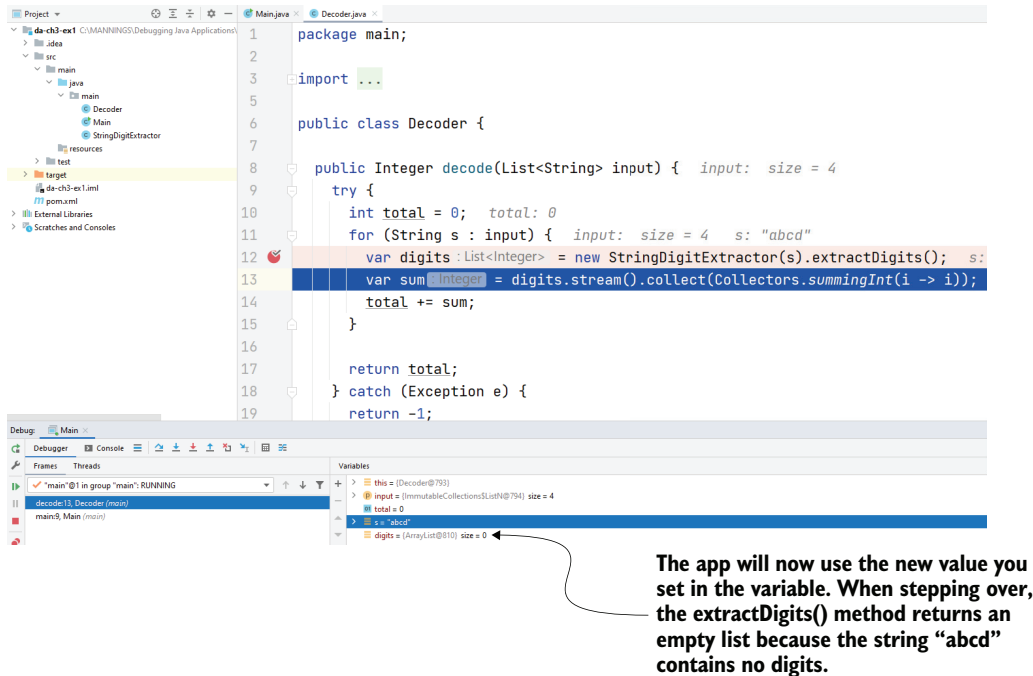 Project
Main.java
Decoder.java
da-ch3-ex1 C:\MANNINGS\Debugging Java Applications\
.idea
src
main
java
main
Decoder
Main
StringDigitExtractor
resources
test
target
da-ch3-ex1.iml
pom.xml
External Libraries
Scratches and Consoles
1 package main;
2
3 import ...
5
6 public class Decoder {
7
8 public Integer decode(List<String> input) { input: size = 4
9 try {
10 int total = 0; total: 0
11 for (String s : input) { input: size = 4 s: "abcd"
12 var digits : List<Integer> = new StringDigitExtractor(s).extractDigits(); s:
13 var sum : Integer = digits.stream().collect(Collectors.summingInt(i -> i));
14 total += sum;
15 }
16
17 return total;
18 } catch (Exception e) {
19 return -1;
Debug: Main
Debugger Console
Frames Threads
Variables
"main"@1 in group "main": RUNNING
decode:13, Decoder (main)
main:9, Main (main)
this = {Decoder@793}
input = {ImmutableCollections$ListN@794} size = 4
total = 0
s = "abcd"
digits = {ArrayList@810} size = 0
The app will now use the new value you
set in the variable. When stepping over,
the extractDigits() method returns an
empty list because the string “abcd”
contains no digits.